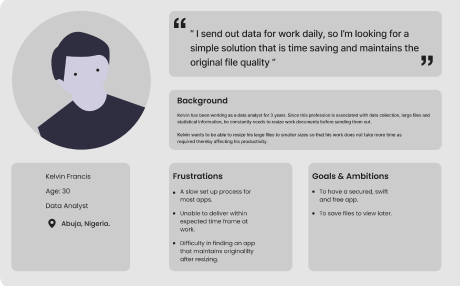 “ I send out data for work daily, so I'm looking for a
simple solution that is time saving and maintains the
original file quality “
Background
Kelvin has been working as a data analyst for 3 years. Since this profession is associated with data collection, large files and
statistical information, he constantly needs to resize work documents before sending them out.
Kelvin wants to be able to resize his large files to smaller sizes so that his work does not take more time as
required thereby affecting his productivity.
Kelvin Francis
Age: 30
Data Analyst
Abuja, Nigeria.
Frustrations
• A slow set up process for
most apps.
• Unable to deliver within
expected time frame at
work.
• Difficulty in finding an app
that maintains originality
after resizing.
Goals & Ambitions
• To have a secured, swift
and free app.
• To save files to view later.